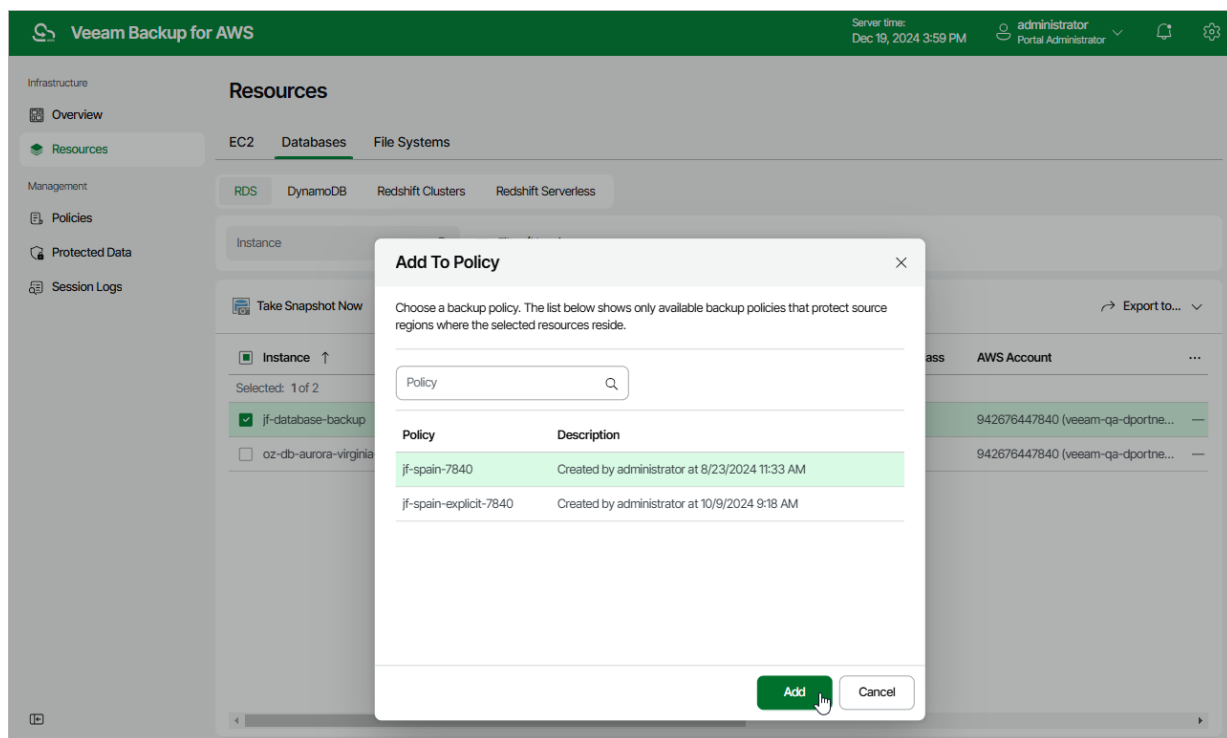 Veeam Backup for AWS
Server time:
Dec 19, 2024 3:59 PM
administrator
Portal Administrator
Infrastructure
Overview
Resources
Management
Policies
Protected Data
Session Logs
Resources
EC2 Databases File Systems
RDS DynamoDB Redshift Clusters Redshift Serverless
Instance
Take Snapshot Now
Export to...
Instance
AWS Account
Selected: 1 of 2
jf-database-backup
942676447840 (veeam-qa-dportne... —
oz-db-aurora-virginia
942676447840 (veeam-qa-dportne... —
Add To Policy
Choose a backup policy. The list below shows only available backup policies that protect source
regions where the selected resources reside.
Policy
Policy Description
jf-spain-7840 Created by administrator at 8/23/2024 11:33 AM
jf-spain-explicit-7840 Created by administrator at 10/9/2024 9:18 AM
Add Cancel